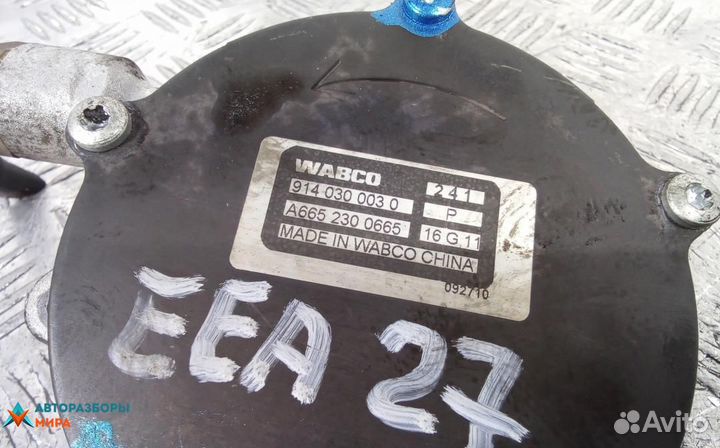 WABCO
241
914 030 003 0
P
A665 230 0665
16 G 11
MADE IN WABCO CHINA
092710
EEA 27
АВТОРАЗБОРЫ
МИРА
Avito